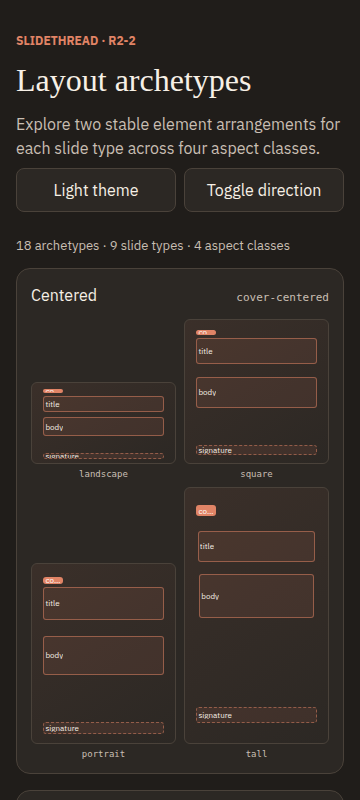 SLIDETHREAD · R2-2
Layout archetypes
Explore two stable element arrangements for
each slide type across four aspect classes.
Light theme
Toggle direction
18 archetypes · 9 slide types · 4 aspect classes
Centered
cover-centered
title
body
signature
landscape
title
body
signature
square
co...
title
body
signature
portrait
co...
title
body
signature
tall